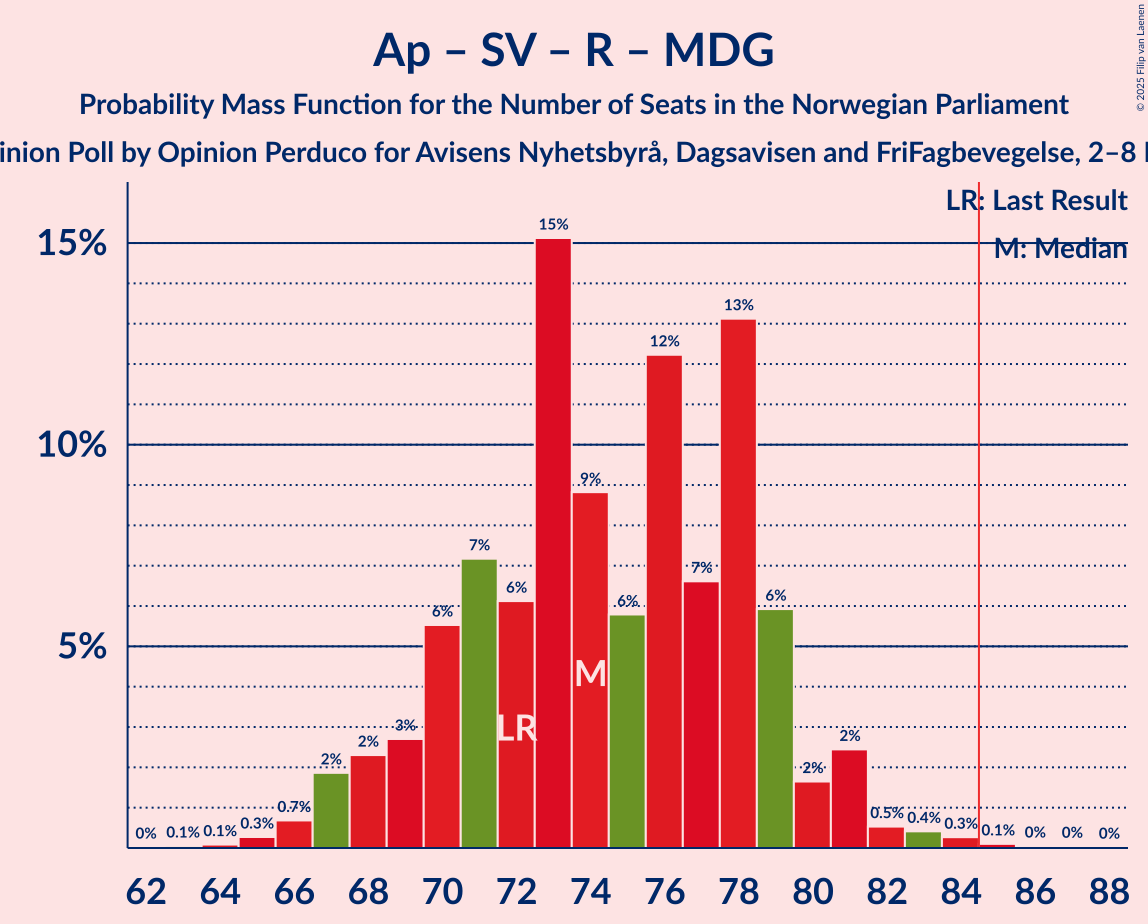 © 2025 Filip van Laenen
Ap – SV – R – MDG
Probability Mass Function for the Number of Seats in the Norwegian Parliament
inion Poll by Opinion Perduco for Avisens Nyhetsbyrå, Dagsavisen and FriFagbevegelse, 2–8
LR: Last Result
M: Median
15%
10%
5%
0% 0.1% 0.1% 0.3% 0.7% 2% 2% 3% 6% 7% 6% 15% 9% 6% 12% 7% 13% 6% 2% 2% 0.5% 0.4% 0.3% 0.1% 0% 0% 0%
M
LR
62 64 66 68 70 72 74 76 78 80 82 84 86 88